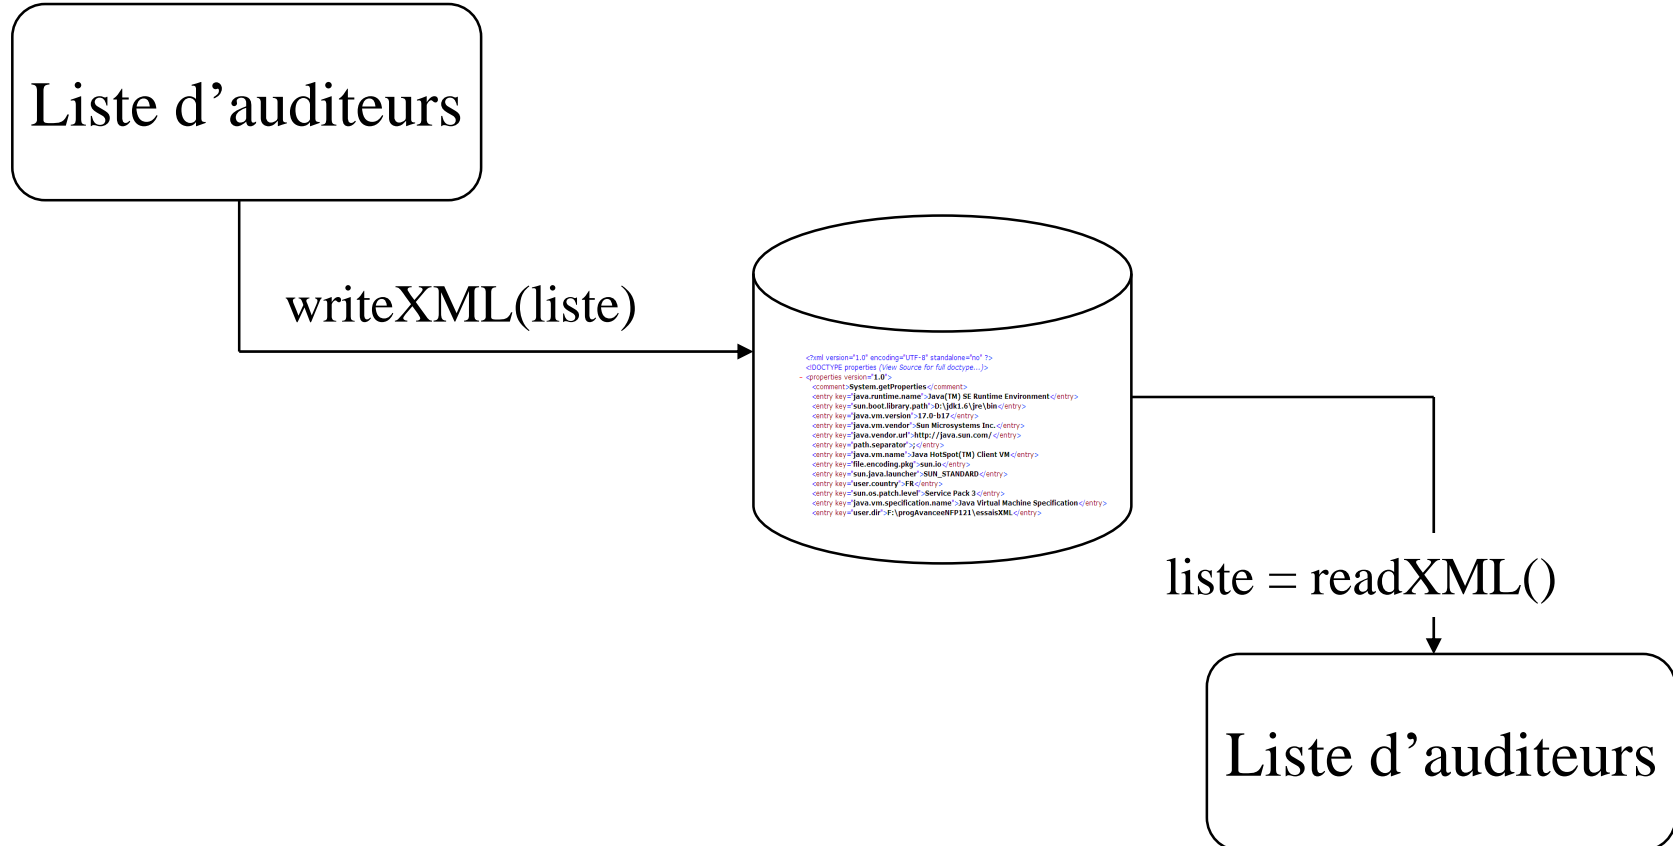 Liste d’auditeurs
writeXML(liste)
<?xml version="1.0" encoding="UTF-8" standalone="no" ?>
<!DOCTYPE properties (View Source for full doctype...)>
- <properties version="1.0">
<comment>System.getProperties</comment>
<entry key="java.runtime.name">Java(TM) SE Runtime Environment</entry>
<entry key="sun.boot.library.path">D:\jdk1.6\jre\bin</entry>
<entry key="java.vm.version">17.0-b17</entry>
<entry key="java.vm.vendor">Sun Microsystems Inc.</entry>
<entry key="java.vendor.url">http://java.sun.com/</entry>
<entry key="path.separator">;</entry>
<entry key="java.vm.name">Java HotSpot(TM) Client VM</entry>
<entry key="file.encoding.pkg">sun.io</entry>
<entry key="sun.java.launcher">SUN_STANDARD</entry>
<entry key="user.country">FR</entry>
<entry key="sun.os.patch.level">Service Pack 3</entry>
<entry key="java.vm.specification.name">Java Virtual Machine Specification</entry>
<entry key="user.dir">F:\progAvanceeNFP121\essaisXML</entry>
liste = readXML()
Liste d’auditeurs